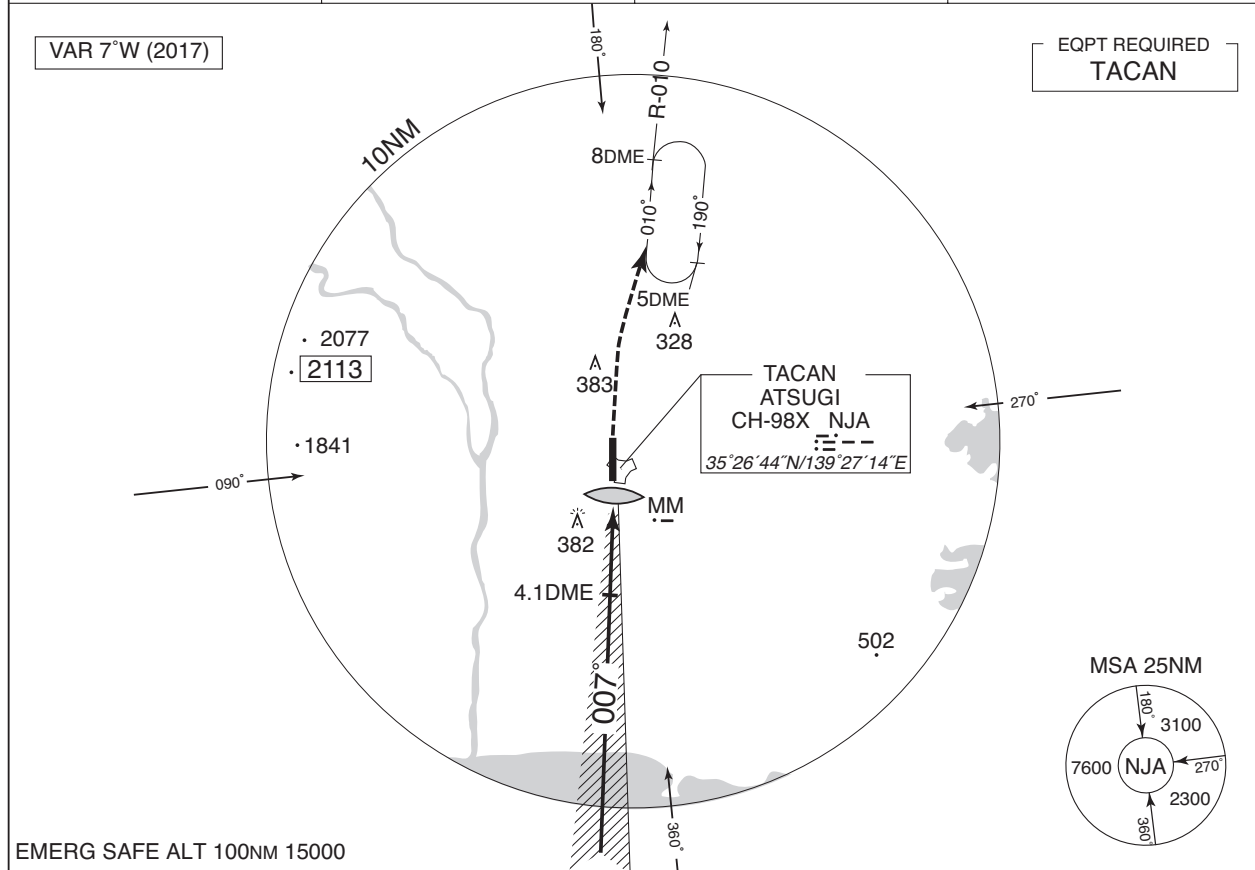 VAR 7°W (2017)
EQPT REQUIRED
TACAN
180°
R-010
10NM
8DME
010°
190°
5DME
328
383
2077
2113
1841
TACAN
ATSUGI
CH-98X NJA
35°26´44˝N/139°27´14˝E
270°
090°
MM
382
4.1DME
502
007°
360°
MSA 25NM
180°
3100
7600
NJA
270°
2300
360°
EMERG SAFE ALT 100NM 15000